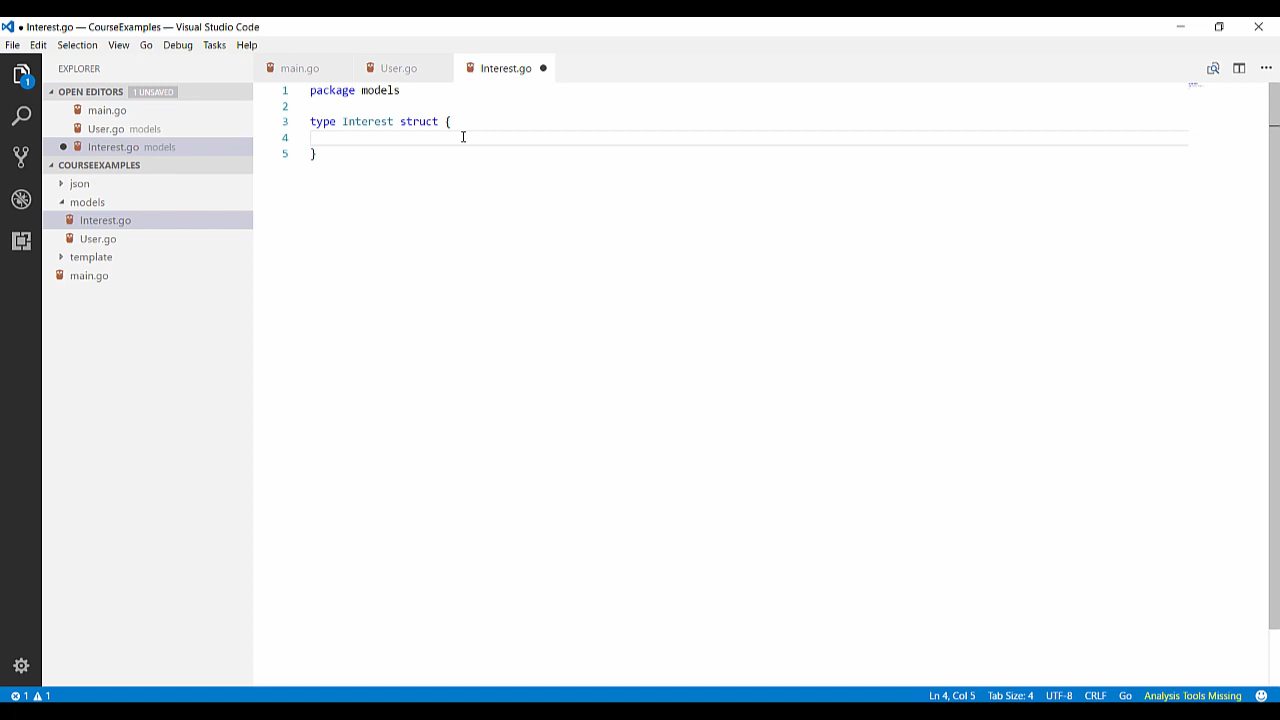 ● Interest.go — CourseExamples — Visual Studio Code
File Edit Selection View Go Debug Tasks Help
EXPLORER
main.go User.go Interest.go ●
OPEN EDITORS 1 UNSAVED
main.go
User.go models
● Interest.go models
COURSEEXAMPLES
json
models
Interest.go
User.go
template
main.go
1 package models
2
3 type Interest struct {
4
5 }
1
1 1
Ln 4, Col 5 Tab Size: 4 UTF-8 CRLF Go Analysis Tools Missing